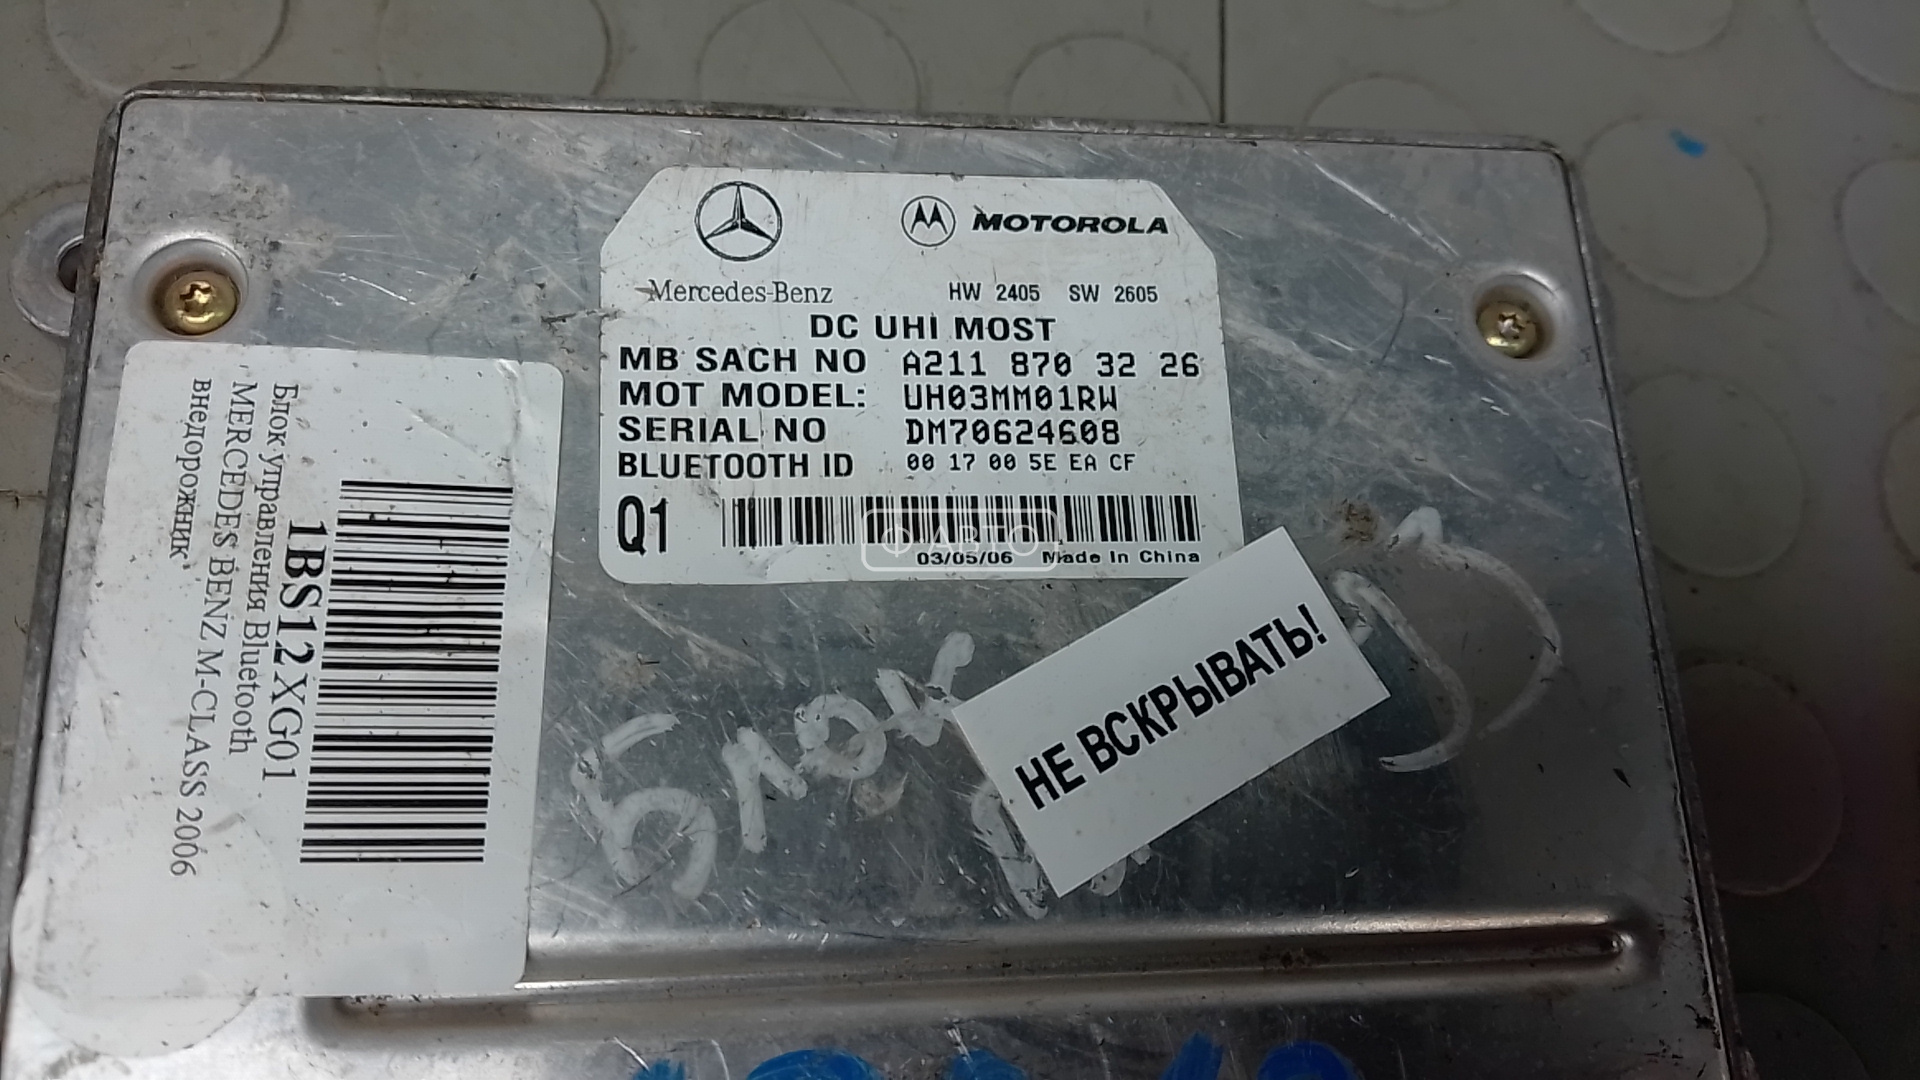 MOTOROLA
Mercedes-Benz HW 2405 SW 2605
DC UHI MOST
MB SACH NO A211 870 32 26
MOT MODEL: UH03MM01RW
SERIAL NO DM70624608
BLUETOOTH ID 00 17 00 5E EA CF
Q1
03/05/06 Made In China
Ф-АВТО
1BS12XG01
Блок управления Bluetooth
'MERCEDES BENZ M-CLASS 2006
внедорожник'
НЕ ВСКРЫВАТЬ!
Блок